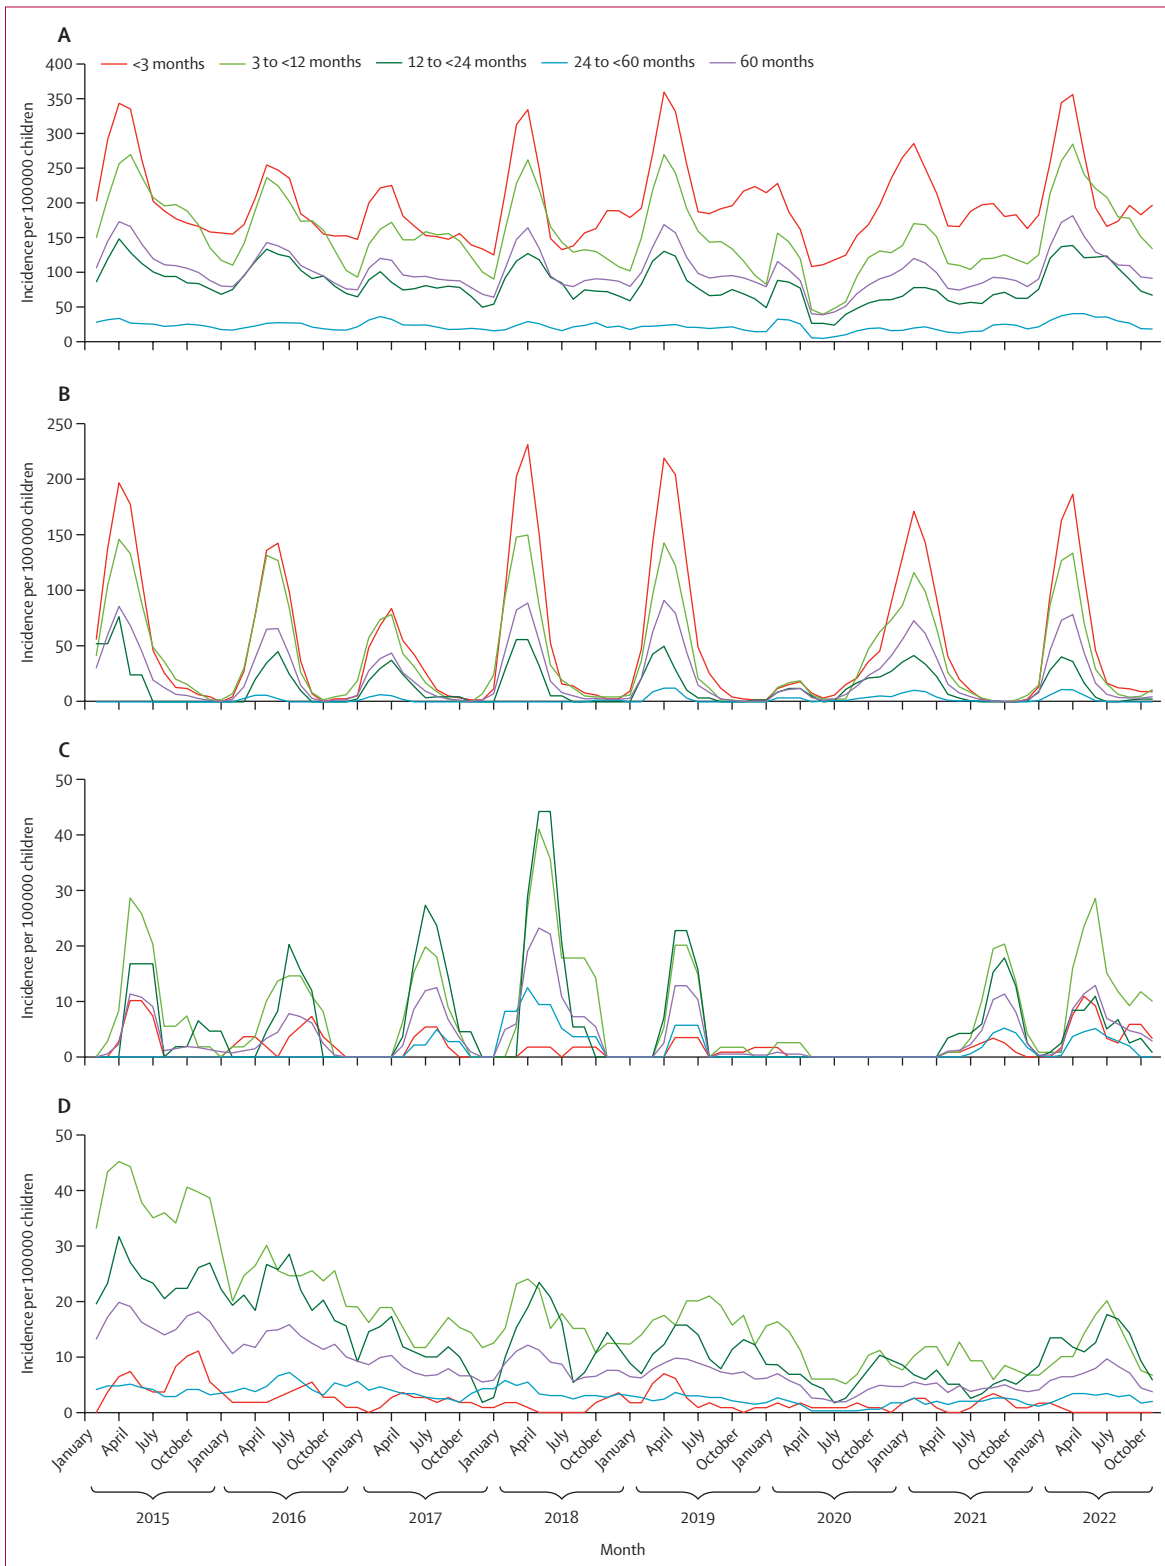 A
<3 months 3 to <12 months 12 to <24 months 24 to <60 months 60 months
400
350
300
250
200
150
100
50
0
Incidence per 100 000 children
B
250
200
150
100
50
0
Incidence per 100 000 children
C
50
40
30
20
10
0
Incidence per 100 000 children
D
50
40
30
20
10
0
Incidence per 100 000 children
January April July October January April July October January April July October January April July October January April July October January April July October January April July October January April July October
2015 2016 2017 2018 2019 2020 2021 2022
Month